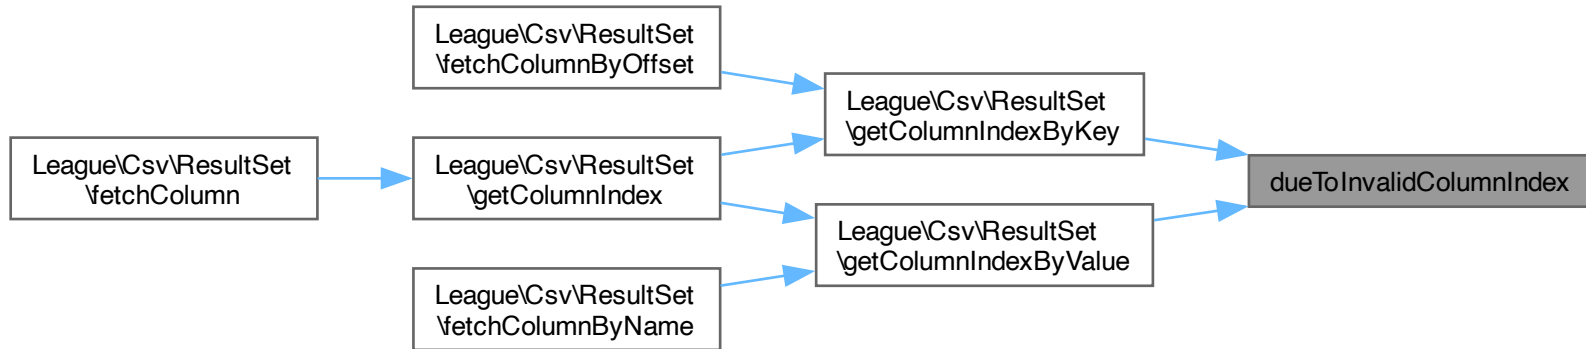 League\Csv\ResultSet
\fetchColumn
League\Csv\ResultSet
\fetchColumnByOffset
League\Csv\ResultSet
\getColumnIndex
League\Csv\ResultSet
\fetchColumnByName
League\Csv\ResultSet
\getColumnIndexByKey
League\Csv\ResultSet
\getColumnIndexByValue
dueToInvalidColumnIndex